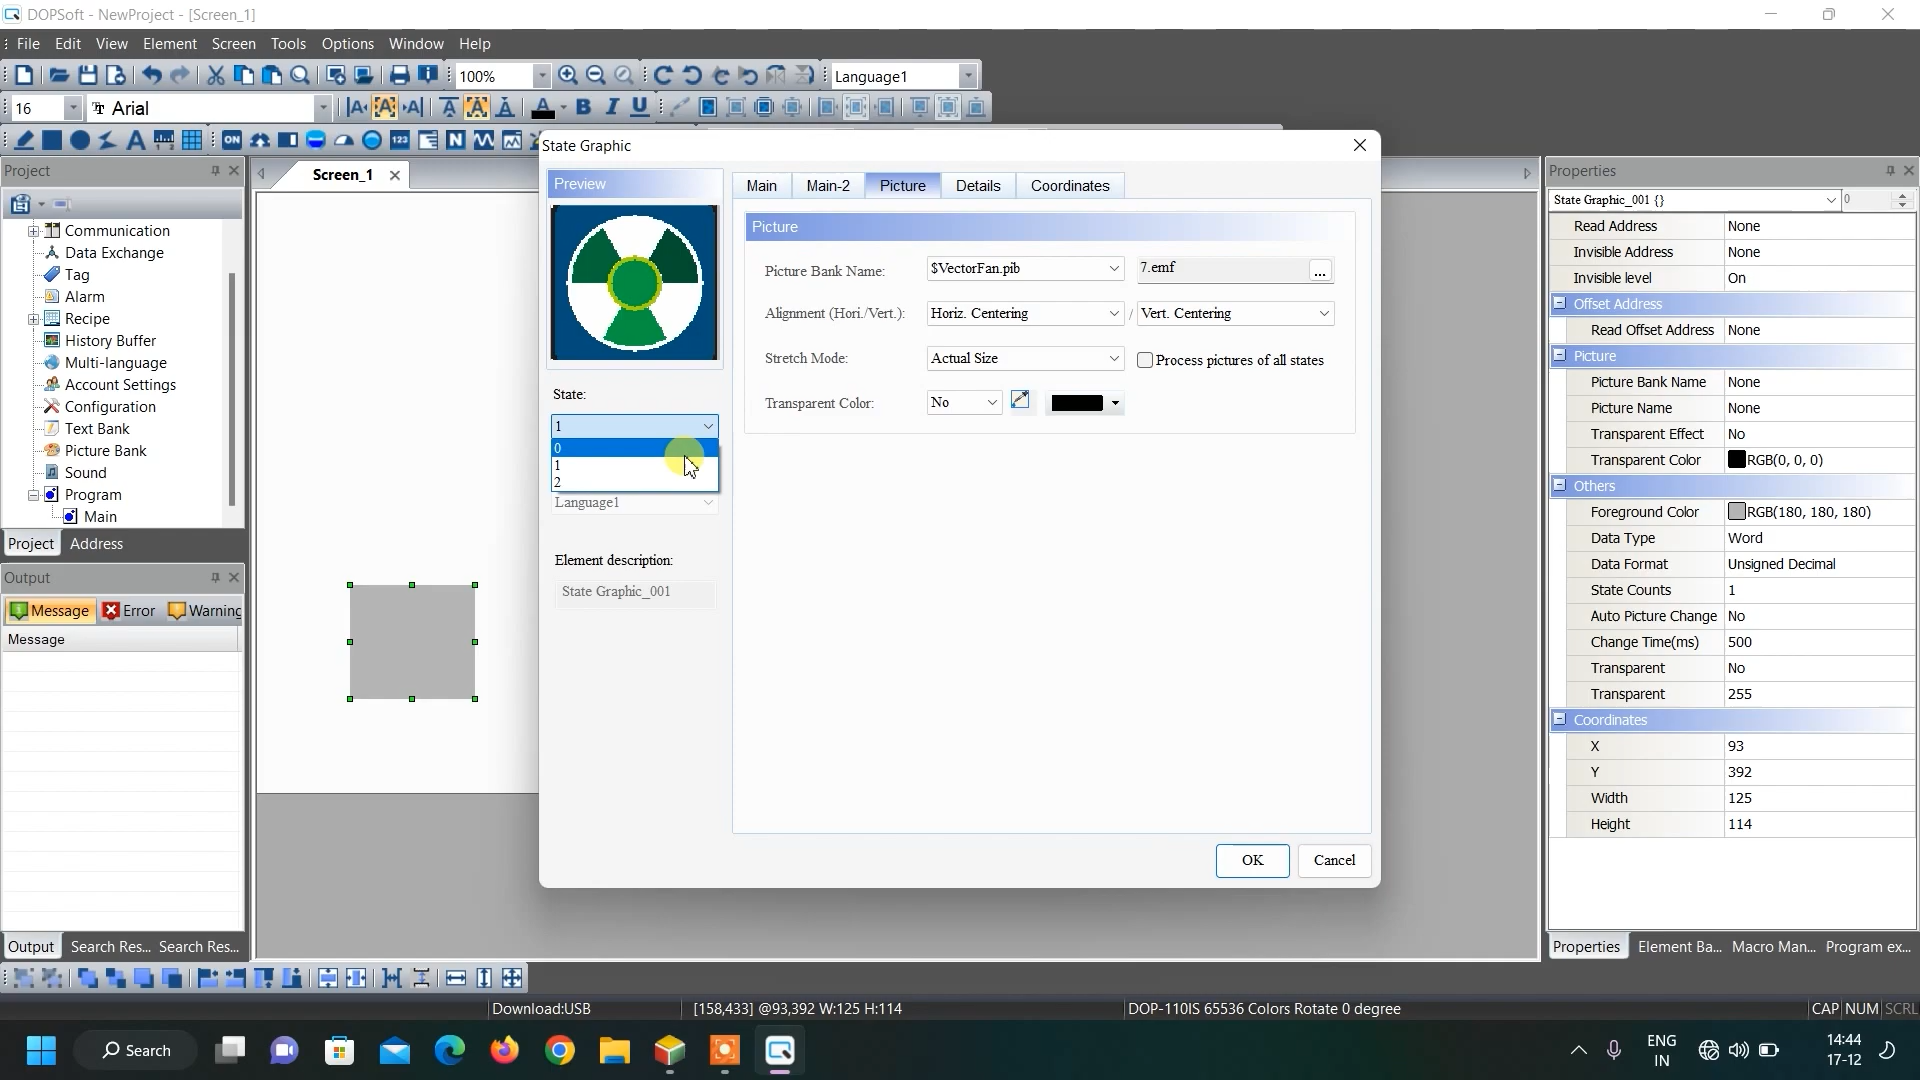 DOPSoft - NewProject - [Screen_1]
File Edit View Element Screen Tools Options Window Help
100% Language1
16 Arial
ON 123 N
Project
Screen_1
Communication
Data Exchange
Tag
Alarm
Recipe
History Buffer
Multi-language
Account Settings
Configuration
Text Bank
Picture Bank
Sound
Program
Main
Project Address
Output
Message Error Warning
Message
Output Search Res... Search Res...
State Graphic
Preview
State:
1
0
1
2
Language1
Element description:
State Graphic_001
Main Main-2 Picture Details Coordinates
Picture
Picture Bank Name: $VectorFan.pib 7.emf ...
Alignment (Hori./Vert.): Horiz. Centering / Vert. Centering
Stretch Mode: Actual Size Process pictures of all states
Transparent Color: No
OK Cancel
Properties
State Graphic_001 {} 0
Read Address None
Invisible Address None
Invisible level On
Offset Address
Read Offset Address None
Picture
Picture Bank Name None
Picture Name None
Transparent Effect No
Transparent Color RGB(0, 0, 0)
Others
Foreground Color RGB(180, 180, 180)
Data Type Word
Data Format Unsigned Decimal
State Counts 1
Auto Picture Change No
Change Time(ms) 500
Transparent No
Transparent 255
Coordinates
X 93
Y 392
Width 125
Height 114
Properties Element Ba... Macro Man... Program ex...
Download:USB [158,433] @93,392 W:125 H:114 DOP-110IS 65536 Colors Rotate 0 degree CAP NUM SCRL
Search
ENG
IN
14:44
17-12